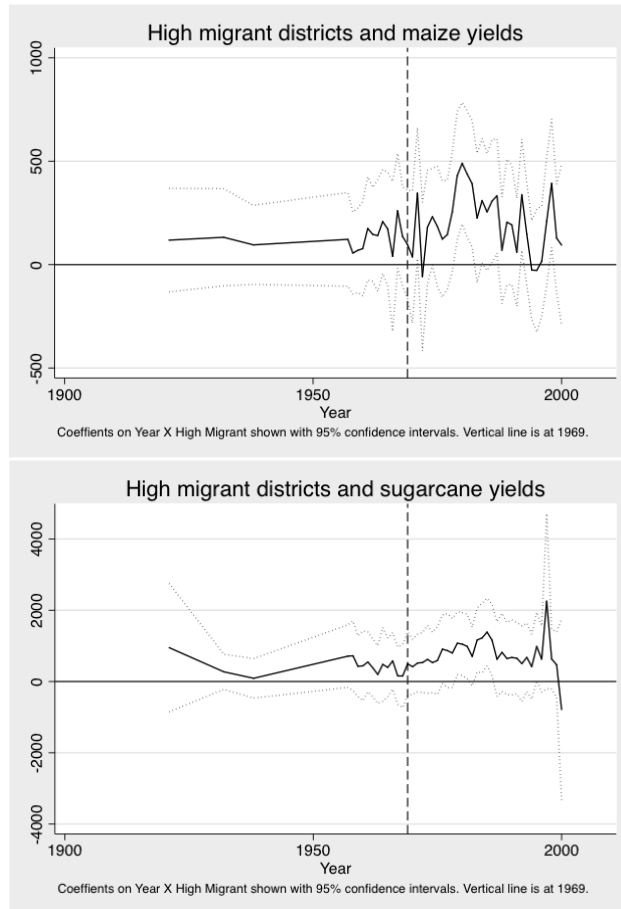 High migrant districts and maize yields
1000
500
0
-500
1900
1950
2000
Year
Coeffients on Year X High Migrant shown with 95% confidence intervals. Vertical line is at 1969.
High migrant districts and sugarcane yields
4000
2000
0
-2000
-4000
1900
1950
2000
Year
Coeffients on Year X High Migrant shown with 95% confidence intervals. Vertical line is at 1969.